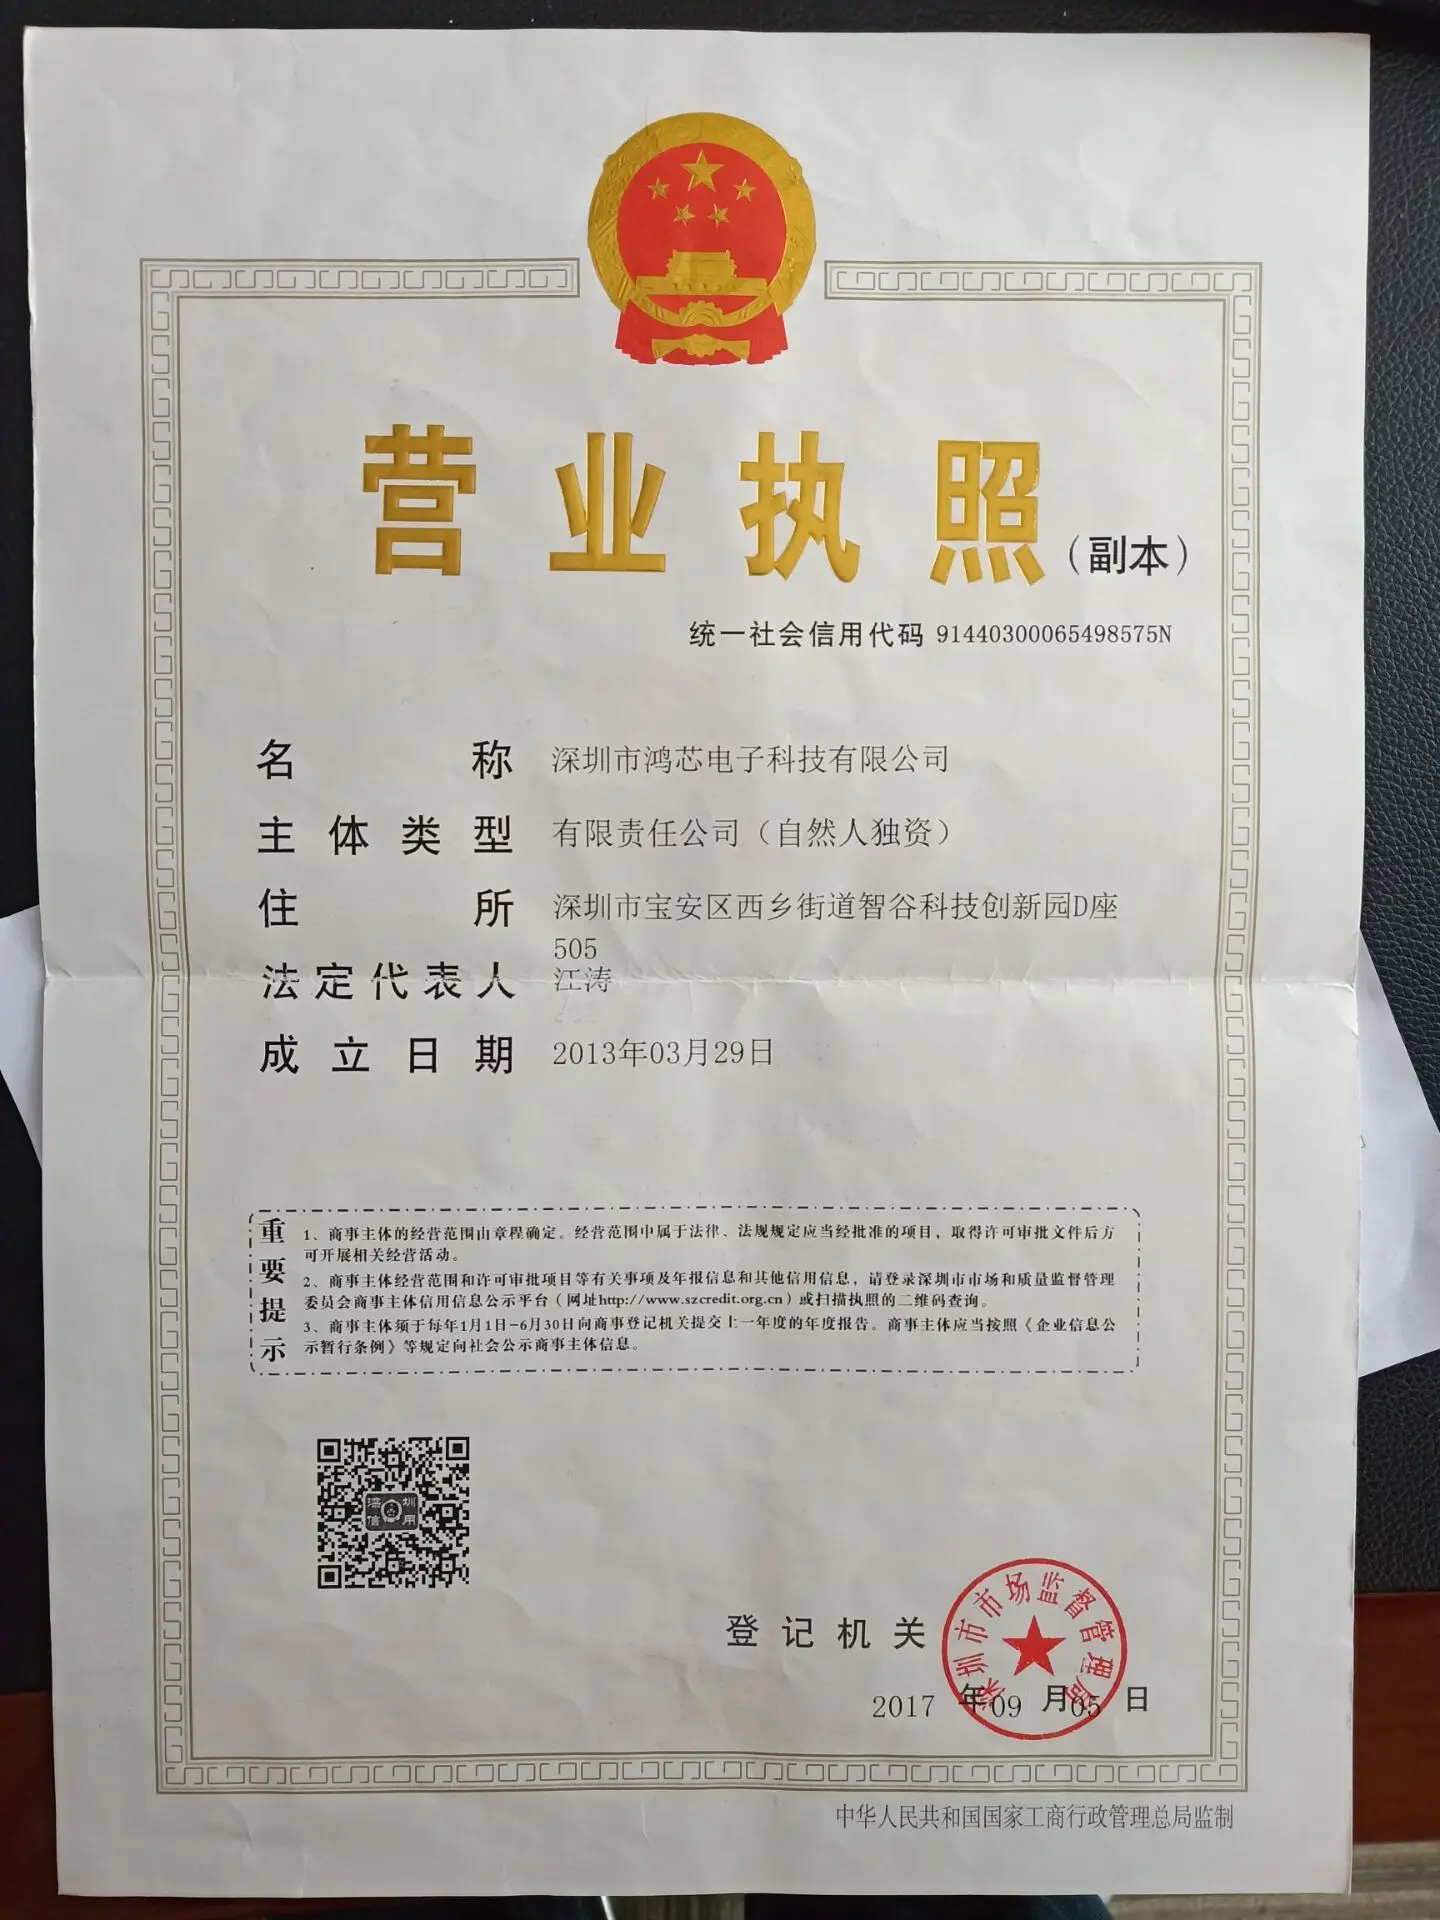 营业执照（副本）
统一社会信用代码 91440300065498575N
名称 深圳市鸿芯电子科技有限公司
主体类型 有限责任公司（自然人独资）
住所 深圳市宝安区西乡街道智谷科技创新园D座
505
法定代表人 江涛
成立日期 2013年03月29日
重要提示
1、商事主体的经营范围由章程确定。经营范围中属于法律、法规规定应当经批准的项目，取得许可审批文件后方
可开展相关经营活动。
2、商事主体经营范围和许可审批项目等有关事项及年报信息和其他信用信息，请登录深圳市市场和质量监督管理
委员会商事主体信用信息公示平台（网址http://www.szcredit.org.cn）或扫描执照的二维码查询。
3、商事主体须于每年1月1日-6月30日向商事登记机关提交上一年度的年度报告。商事主体应当按照《企业信息公
示暂行条例》等规定向社会公示商事主体信息。
深圳
信用
登记机关
深圳市市场监督管理局
2017 年 09 月 05 日
中华人民共和国国家工商行政管理总局监制